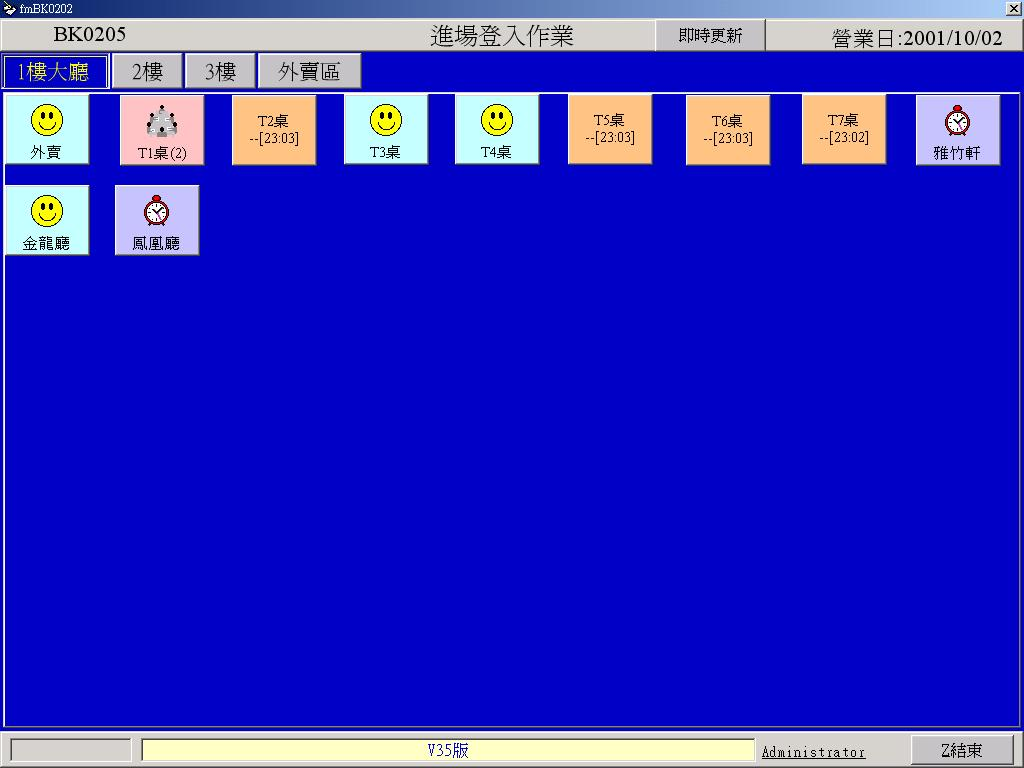 fmBK0202
BK0205 進場登入作業 即時更新 營業日:2001/10/02
1樓大廳 2樓 3樓 外賣區
外賣
T1桌(2)
T2桌
--[23:03]
T3桌
T4桌
T5桌
--[23:03]
T6桌
--[23:03]
T7桌
--[23:02]
雅竹軒
金龍廳
鳳凰廳
V35版 Administrator Z結束